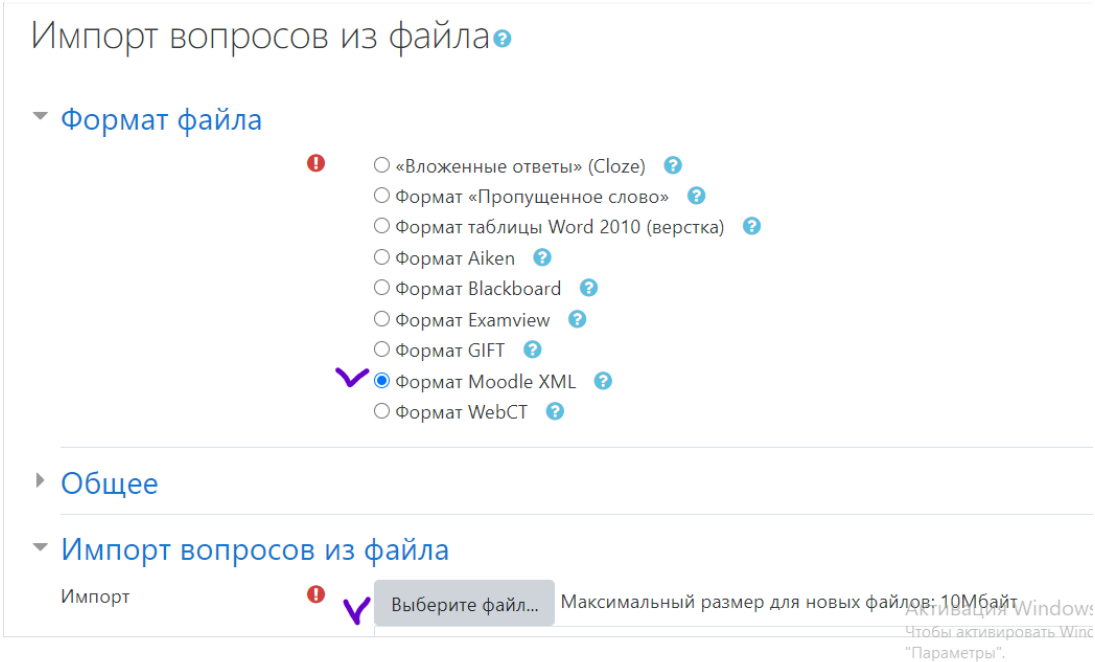 Импорт вопросов из файла
Формат файла
«Вложенные ответы» (Cloze)
Формат «Пропущенное слово»
Формат таблицы Word 2010 (верстка)
Формат Aiken
Формат Blackboard
Формат Examview
Формат GIFT
Формат Moodle XML
Формат WebCT
Общее
Импорт вопросов из файла
Импорт
Выберите файл... Максимальный размер для новых файлов: 10Мбайт
Активация Windows
Чтобы активировать Wind
"Параметры".